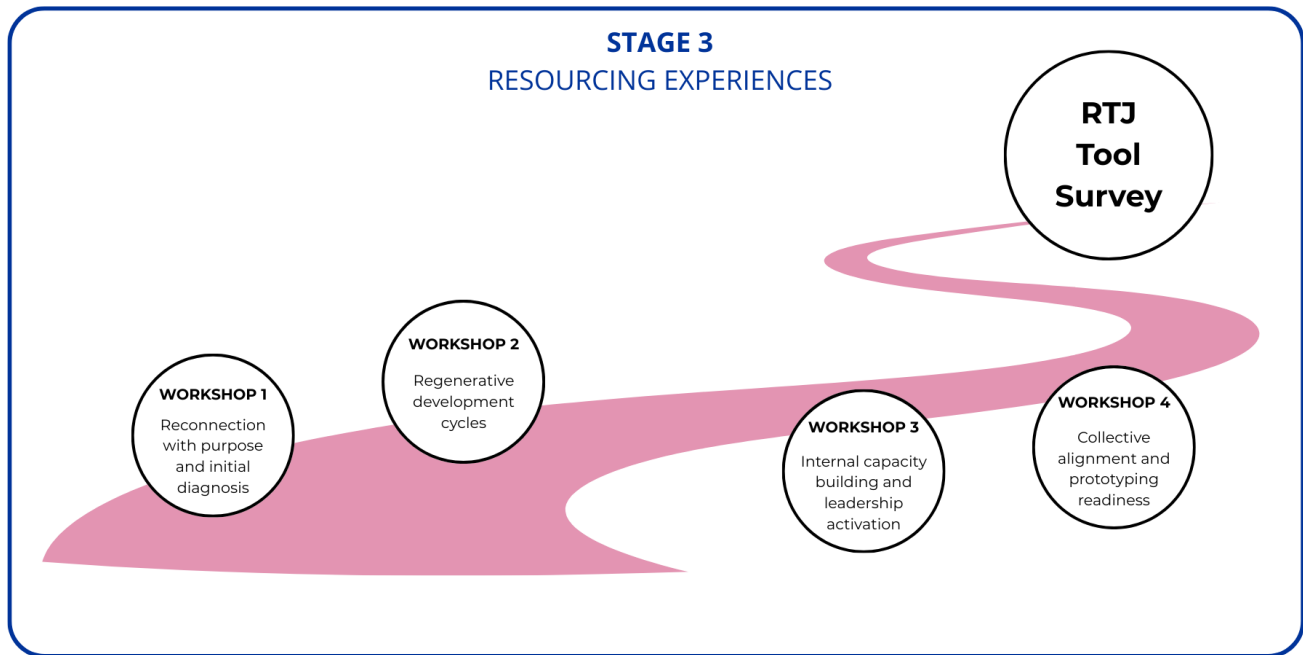 STAGE 3
RESOURCING EXPERIENCES
RTJ
Tool
Survey
WORKSHOP 1
Reconnection
with purpose
and initial
diagnosis
WORKSHOP 2
Regenerative
development
cycles
WORKSHOP 3
Internal capacity
building and
leadership
activation
WORKSHOP 4
Collective
alignment and
prototyping
readiness